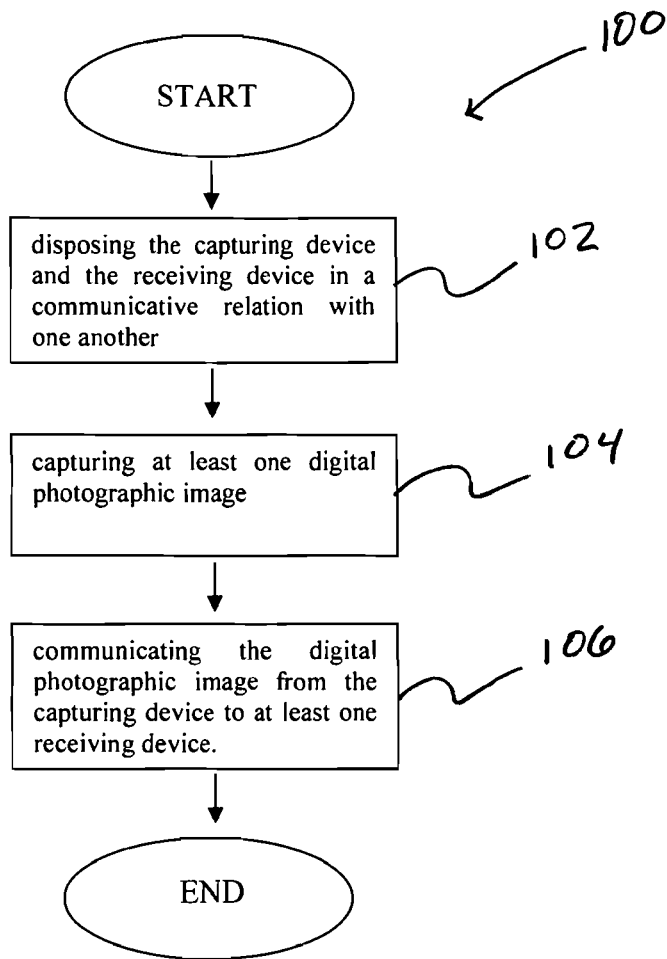 100
START
disposing the capturing device
and the receiving device in a
communicative relation with
one another
102
capturing at least one digital
photographic image
104
communicating the digital
photographic image from the
capturing device to at least one
receiving device.
106
END